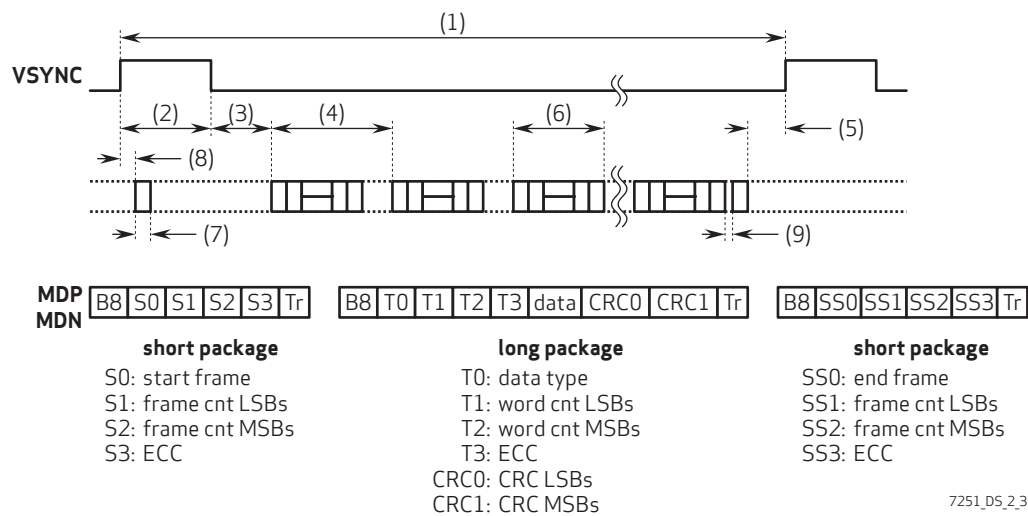 (1)
VSYNC
(2) (3) (4) (6) (5)
(8)
(7) (9)
MDP
MDN
B8 S0 S1 S2 S3 Tr
B8 T0 T1 T2 T3 data CRC0 CRC1 Tr
B8 SS0 SS1 SS2 SS3 Tr
short package
S0: start frame
S1: frame cnt LSBs
S2: frame cnt MSBs
S3: ECC
long package
T0: data type
T1: word cnt LSBs
T2: word cnt MSBs
T3: ECC
CRC0: CRC LSBs
CRC1: CRC MSBs
short package
SS0: end frame
SS1: frame cnt LSBs
SS2: frame cnt MSBs
SS3: ECC
7251_DS_2_3